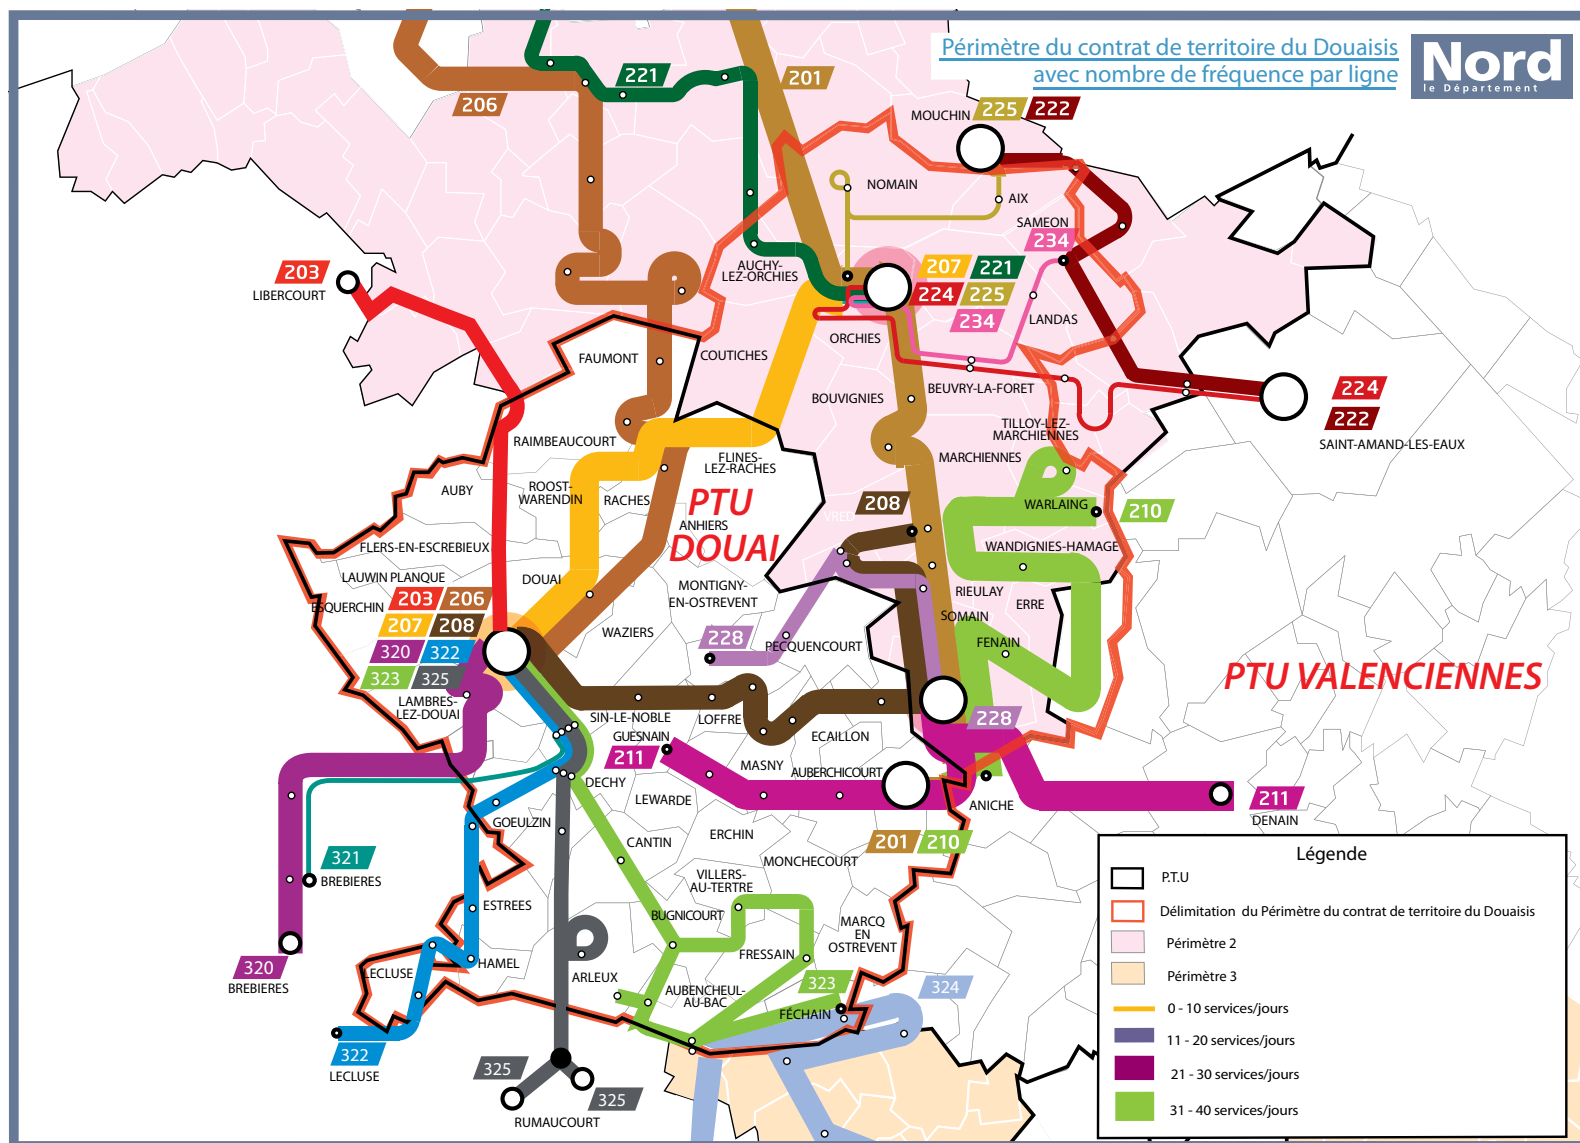 Périmètre du contrat de territoire du Douaisis
avec nombre de fréquence par ligne
Nord
le Département
221
201
206
MOUCHIN
225
222
NOMAIN
AIX
SAMEON
234
203
LIBERCOURT
AUCHY-
LEZ-ORCHIES
207
221
224
225
234
LANDAS
ORCHIES
FAUMONT
COUTICHES
BEUVRY-LA-FORET
BOUVIGNIES
224
222
SAINT-AMAND-LES-EAUX
TILLOY-LEZ-
MARCHIENNES
RAIMBEAUCOURT
FLINES-
LEZ-RACHES
MARCHIENNES
AUBY
ROOST-
WARENDIN
RACHES
PTU
DOUAI
ANHIERS
VRED
208
WARLAING
210
FLERS-EN-ESCREBIEUX
WANDIGNIES-HAMAGE
LAUWIN PLANQUE
DOUAI
MONTIGNY-
EN-OSTREVENT
RIEULAY
ERRE
ESQUERCHIN
203
206
207
208
320
322
323
325
SOMAIN
WAZIERS
228
PECQUENCOURT
FENAIN
PTU VALENCIENNES
LAMBRES-
LEZ-DOUAI
SIN-LE-NOBLE
LOFFRE
228
GUESNAIN
ECAILLON
211
MASNY
AUBERCHICOURT
DECHY
LEWARDE
ANICHE
211
DENAIN
GOEULZIN
CANTIN
ERCHIN
201
210
MONCHECOURT
321
BREBIERES
VILLERS-
AU-TERTRE
ESTREES
BUGNICOURT
MARCQ
EN
OSTREVENT
FRESSAIN
320
BREBIERES
LECLUSE
HAMEL
ARLEUX
AUBENCHEUL-
AU-BAC
323
324
FÉCHAIN
322
LECLUSE
325
325
RUMAUCOURT
Légende
P.T.U
Délimitation du Périmètre du contrat de territoire du Douaisis
Périmètre 2
Périmètre 3
0 - 10 services/jours
11 - 20 services/jours
21 - 30 services/jours
31 - 40 services/jours